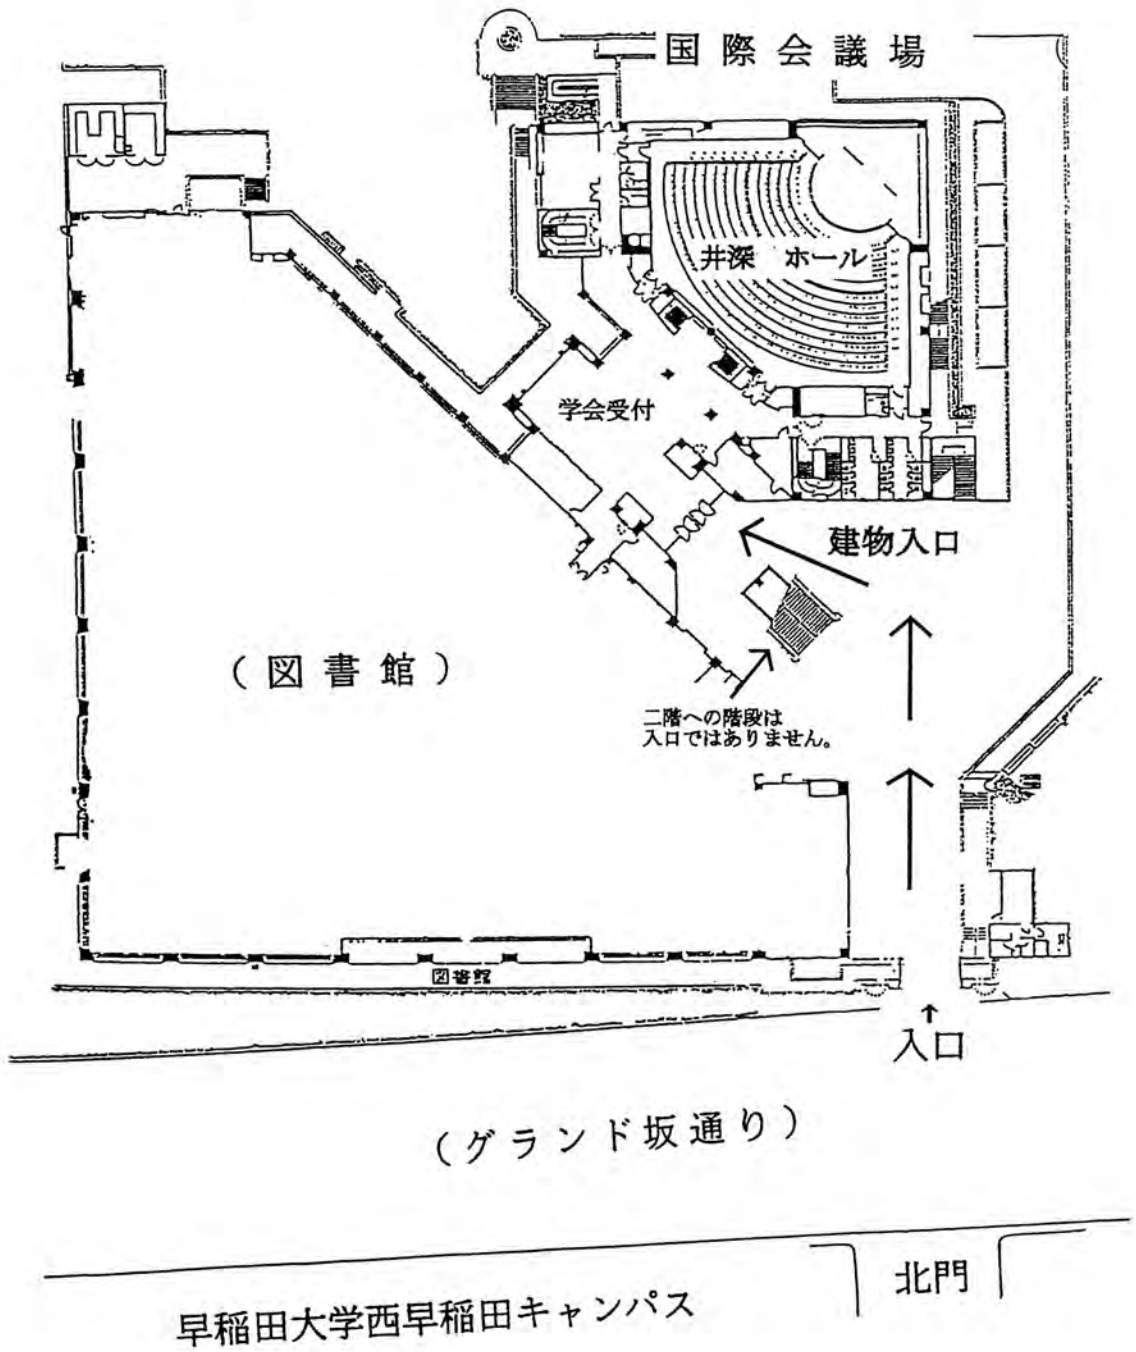 国際会議場
井深　ホール
学会受付
建物入口
（図書館）
二階への階段は
入口ではありません。
図書館
入口
（グランド坂通り）
北門
早稲田大学西早稲田キャンパス